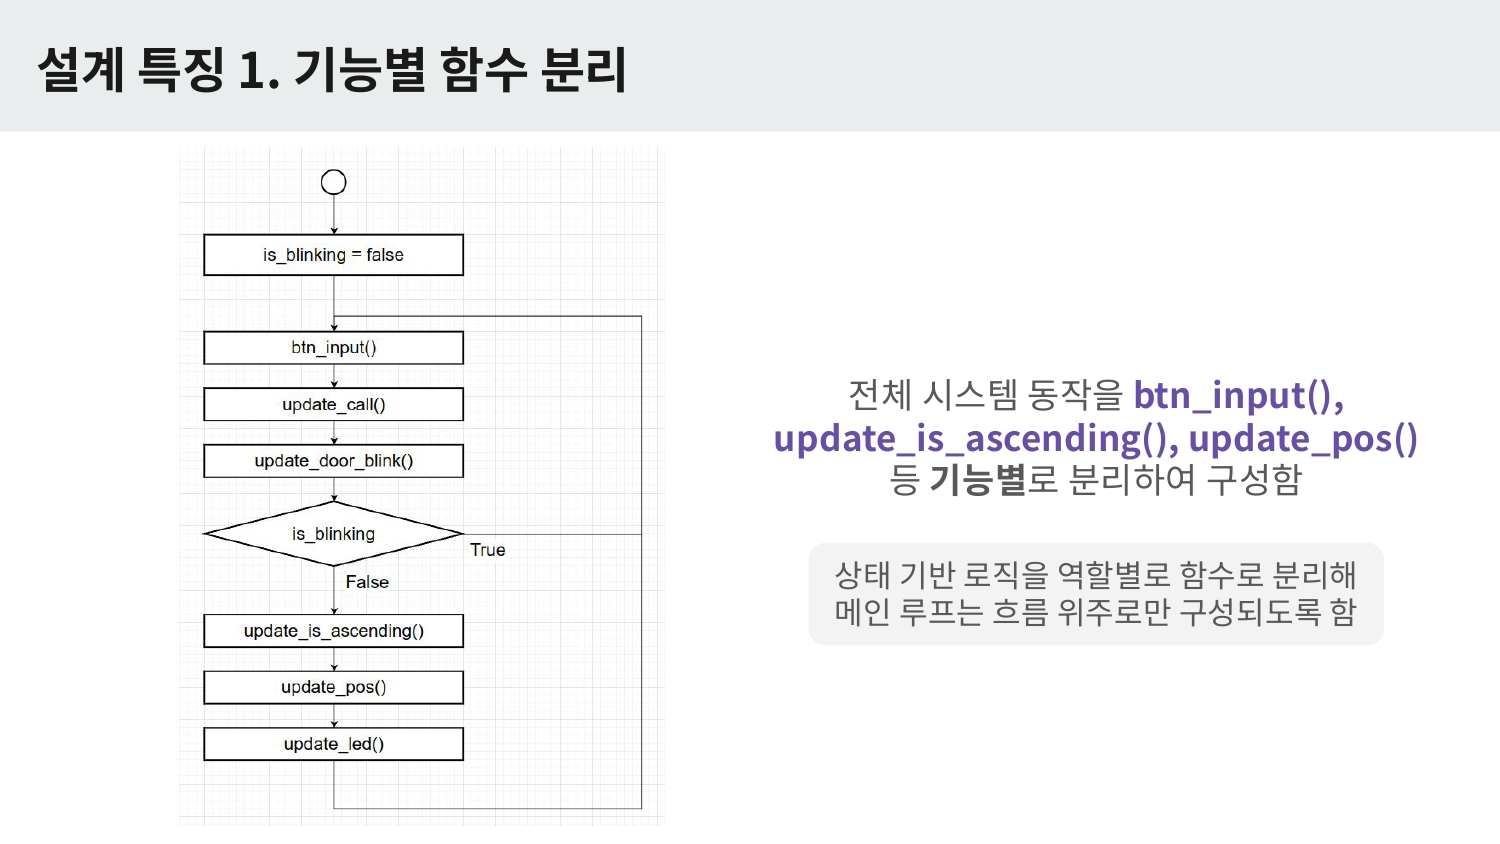 설계 특징 1. 기능별 함수 분리
is_blinking = false
btn_input()
update_call()
update_door_blink()
is_blinking
True
False
update_is_ascending()
update_pos()
update_led()
전체 시스템 동작을 btn_input(),
update_is_ascending(), update_pos()
등 기능별로 분리하여 구성함
상태 기반 로직을 역할별로 함수로 분리해
메인 루프는 흐름 위주로만 구성되도록 함